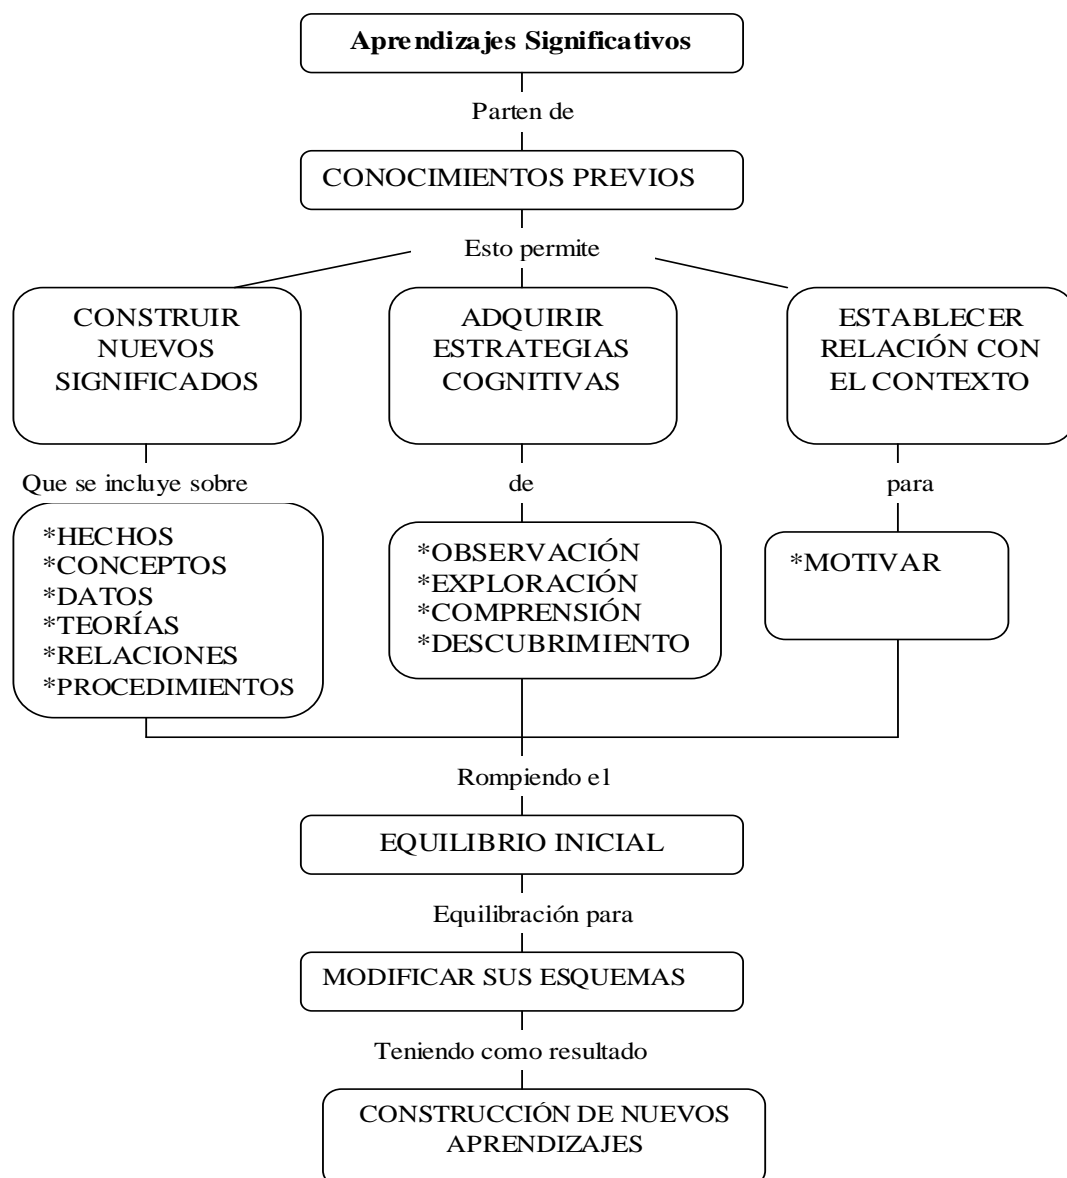 Aprendizajes Significativos
Parten de
CONOCIMIENTOS PREVIOS
Esto permite
CONSTRUIR
NUEVOS
SIGNIFICADOS
ADQUIRIR
ESTRATEGIAS
COGNITIVAS
ESTABLECER
RELACIÓN CON
EL CONTEXTO
Que se incluye sobre
de
para
*HECHOS
*CONCEPTOS
*DATOS
*TEORÍAS
*RELACIONES
*PROCEDIMIENTOS
*OBSERVACIÓN
*EXPLORACIÓN
*COMPRENSIÓN
*DESCUBRIMIENTO
*MOTIVAR
Rompiendo el
EQUILIBRIO INICIAL
Equilibración para
MODIFICAR SUS ESQUEMAS
Teniendo como resultado
CONSTRUCCIÓN DE NUEVOS
APRENDIZAJES